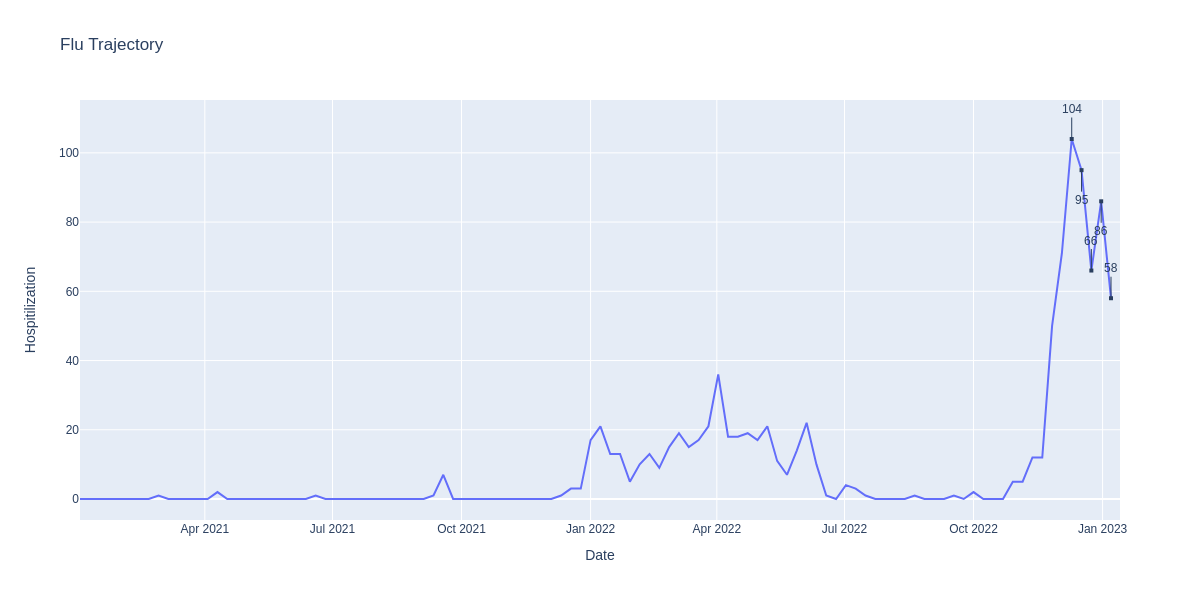 Flu Trajectory
104
100
95
80
86
66
58
60
40
20
0
Hospitilization
Apr 2021
Jul 2021
Oct 2021
Jan 2022
Apr 2022
Jul 2022
Oct 2022
Jan 2023
Date